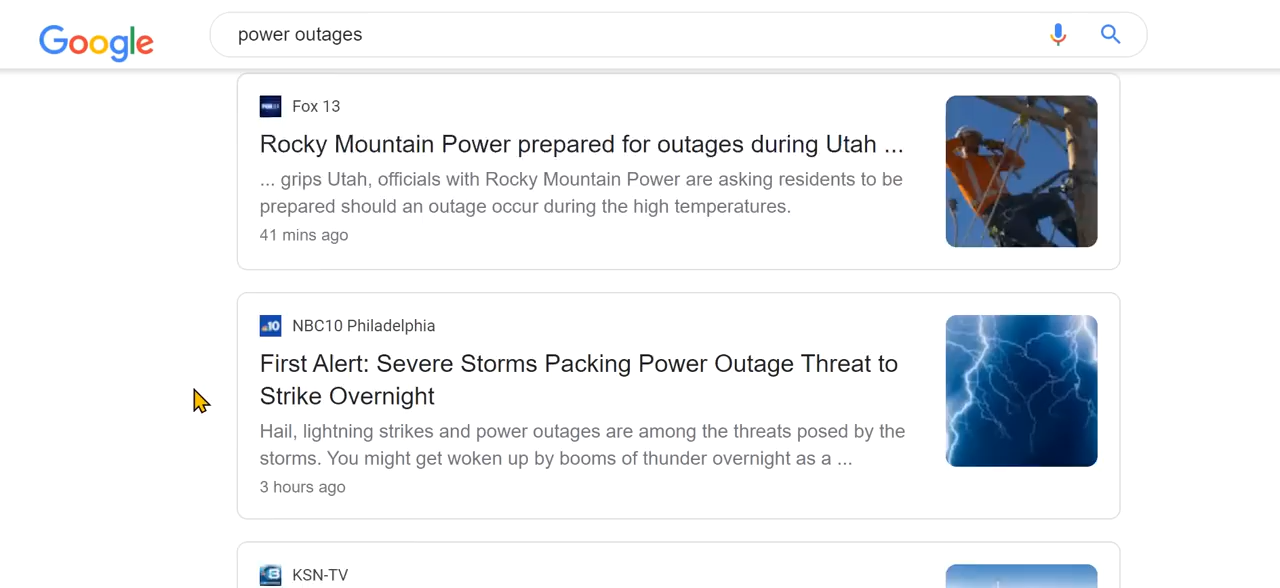 Google
power outages
Fox 13
Rocky Mountain Power prepared for outages during Utah ...
... grips Utah, officials with Rocky Mountain Power are asking residents to be
prepared should an outage occur during the high temperatures.
41 mins ago
10
NBC10 Philadelphia
First Alert: Severe Storms Packing Power Outage Threat to
Strike Overnight
Hail, lightning strikes and power outages are among the threats posed by the
storms. You might get woken up by booms of thunder overnight as a ...
3 hours ago
3
KSN-TV